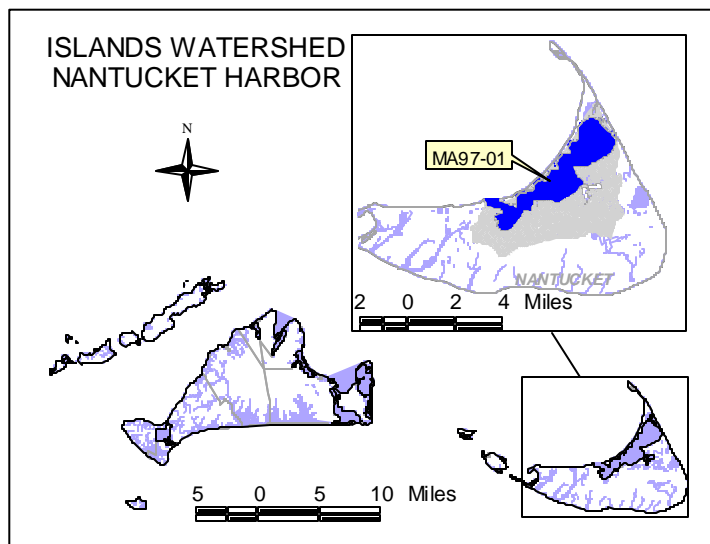 ISLANDS WATERSHED
NANTUCKET HARBOR
N
MA97-01
NANTUCKET
2 0 2 4 Miles
5 0 5 10 Miles